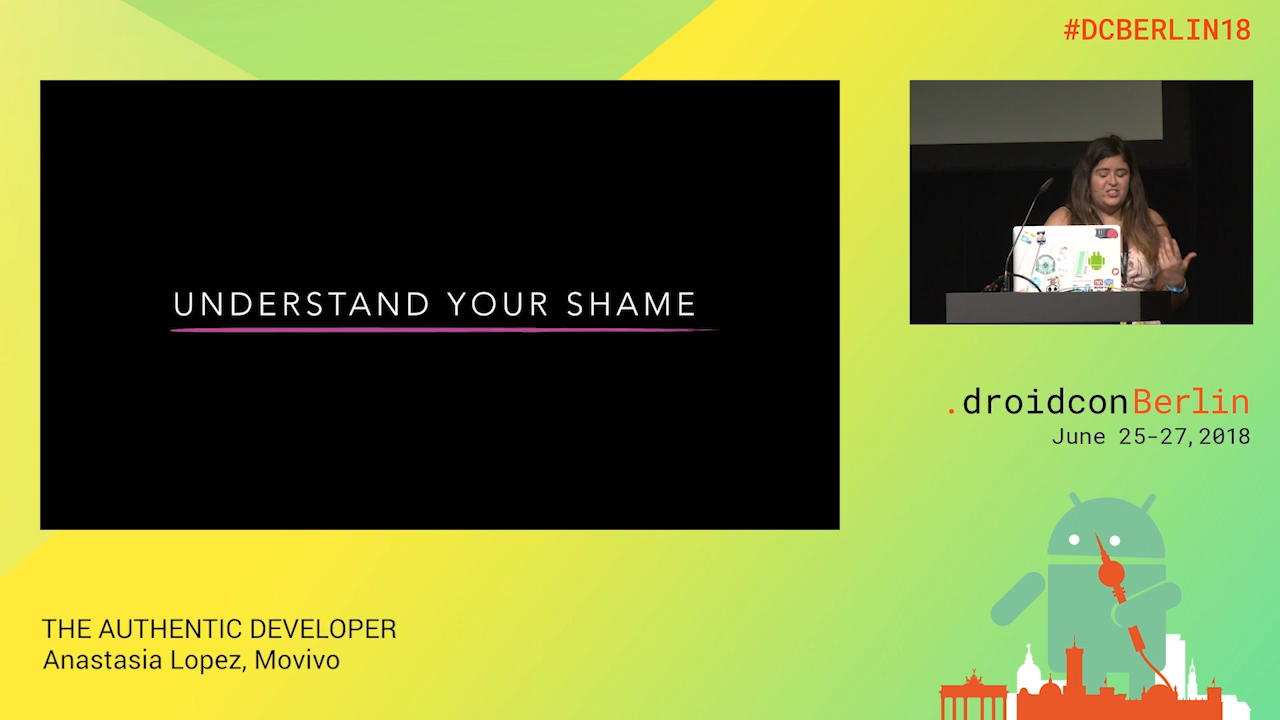 #DCBERLIN18
UNDERSTAND YOUR SHAME
.droidconBerlin
June 25-27, 2018
THE AUTHENTIC DEVELOPER
Anastasia Lopez, Movivo